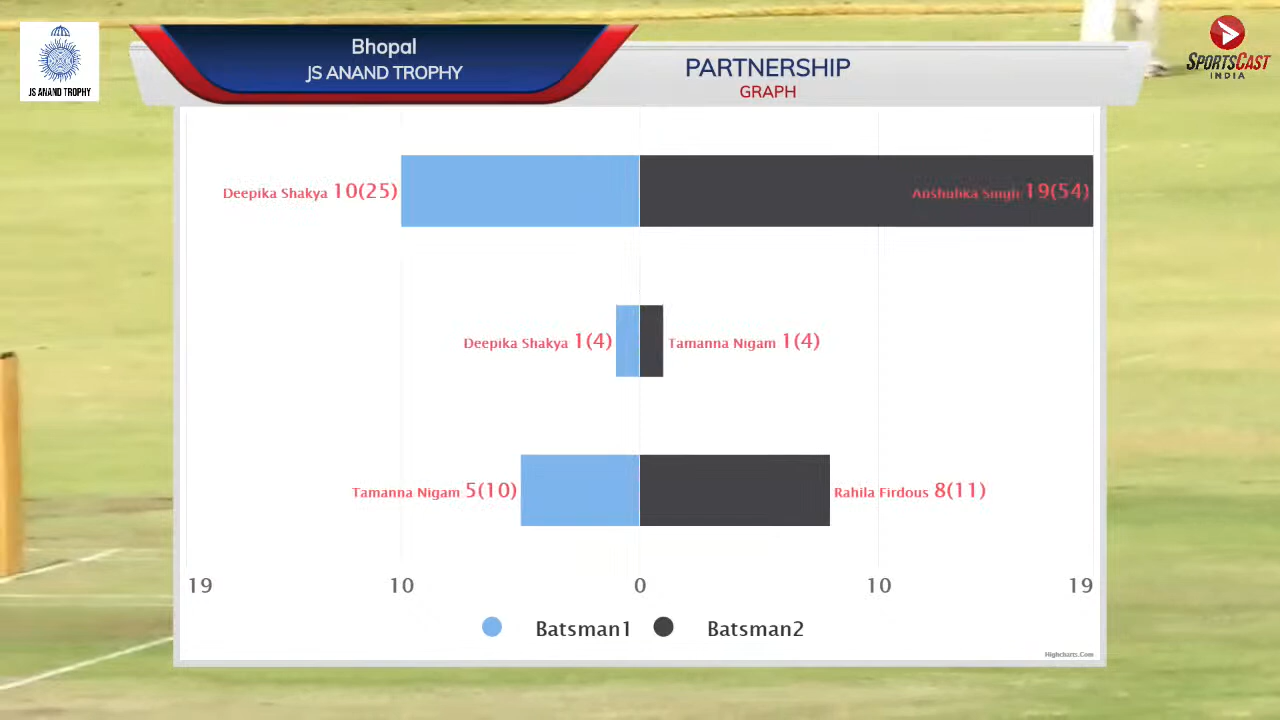 JS ANAND TROPHY
Bhopal
JS ANAND TROPHY
PARTNERSHIP
GRAPH
SPORTSCAST
INDIA
Deepika Shakya 10(25)
Singh 19(54)
Deepika Shakya 1(4)
Tamanna Nigam 1(4)
Tamanna Nigam 5(10)
Rahila Firdous 8(11)
19 10 0 10 19
Batsman1 Batsman2
Highcharts.Com